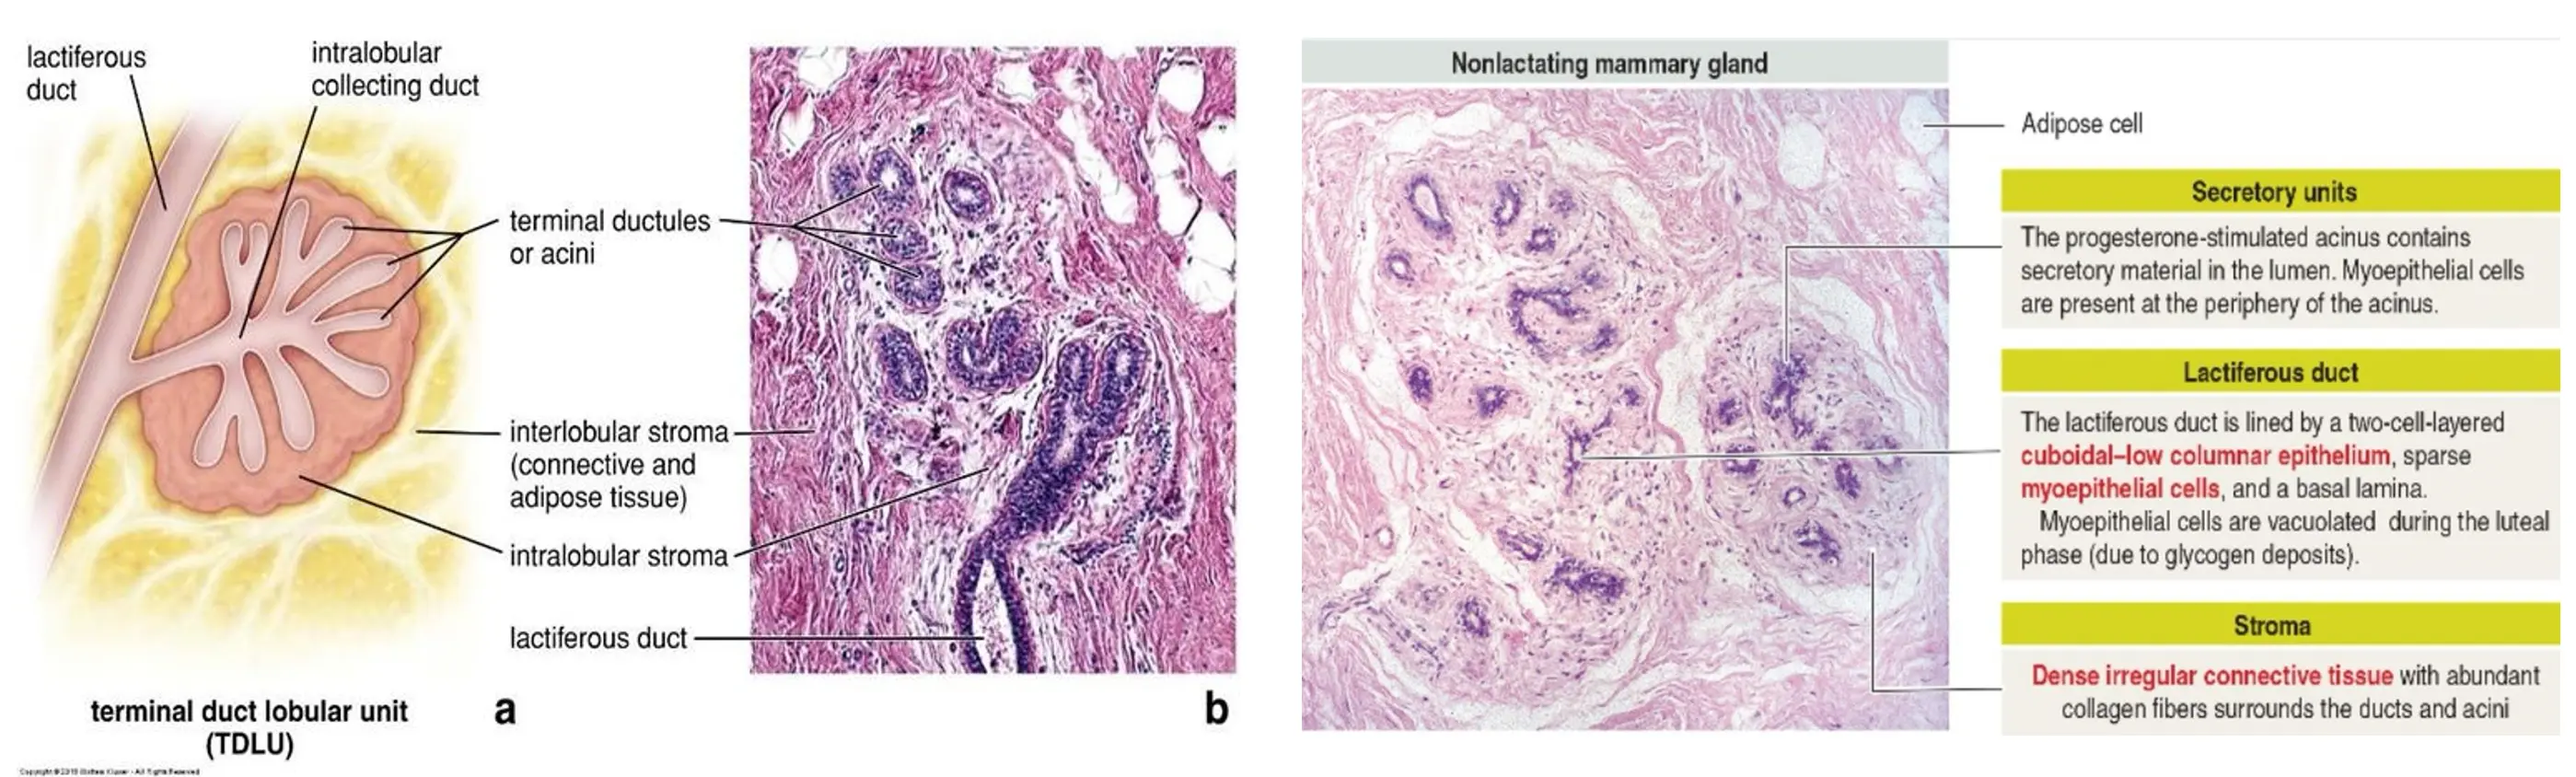 lactiferous
duct
intralobular
collecting duct
terminal ductules
or acini
interlobular stroma
(connective and
adipose tissue)
intralobular stroma
lactiferous duct
terminal duct lobular unit
(TDLU)
a
b
Nonlactating mammary gland
Adipose cell
Secretory units
The progesterone-stimulated acinus contains
secretory material in the lumen. Myoepithelial cells
are present at the periphery of the acinus.
Lactiferous duct
The lactiferous duct is lined by a two-cell-layered
cuboidal–low columnar epithelium, sparse
myoepithelial cells, and a basal lamina.
Myoepithelial cells are vacuolated during the luteal
phase (due to glycogen deposits).
Stroma
Dense irregular connective tissue with abundant
collagen fibers surrounds the ducts and acini